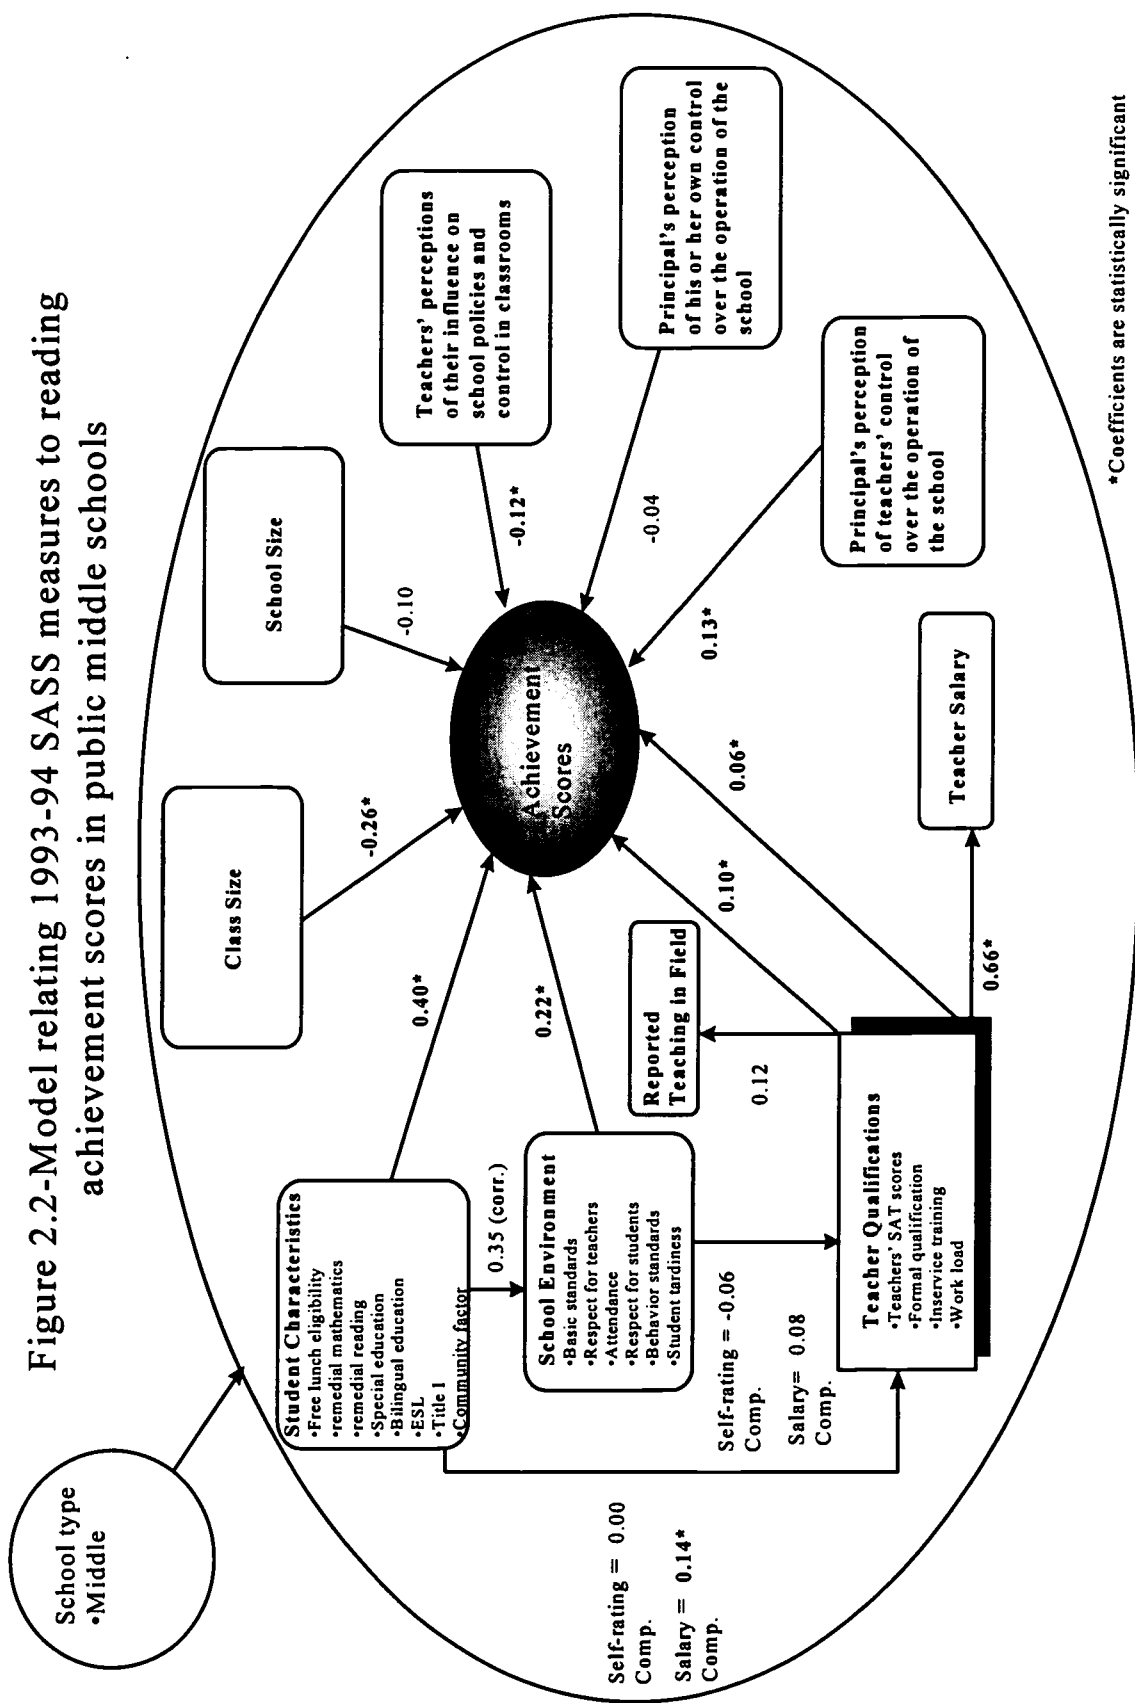 Figure 2.2-Model relating 1993-94 SASS measures to reading
achievement scores in public middle schools
School type
•Middle
Class Size
School Size
-0.26*
-0.10
Student Characteristics
•Free lunch eligibility
•remedial mathematics
•remedial reading
•Special education
•Bilingual education
•ESL
•Title 1
•Community factor
0.40*
Teachers' perceptions
of their influence on
school policies and
control in classrooms
-0.12*
0.35 (corr.)
Achievement
Scores
School Environment
•Basic standards
•Respect for teachers
•Attendance
•Respect for students
•Behavior standards
•Student tardiness
0.22*
Principal's perception
of his or her own control
over the operation of the
school
-0.04
Reported
Teaching in Field
0.12
0.10*
0.06*
0.13*
Principal's perception
of teachers' control
over the operation of
the school
Self-rating = 0.00
Comp.
Salary = 0.14*
Comp.
Self-rating = -0.06
Comp.
Salary= 0.08
Comp.
Teacher Qualifications
•Teachers' SAT scores
•Formal qualification
•Inservice training
•Work load
0.66*
Teacher Salary
*Coefficients are statistically significant